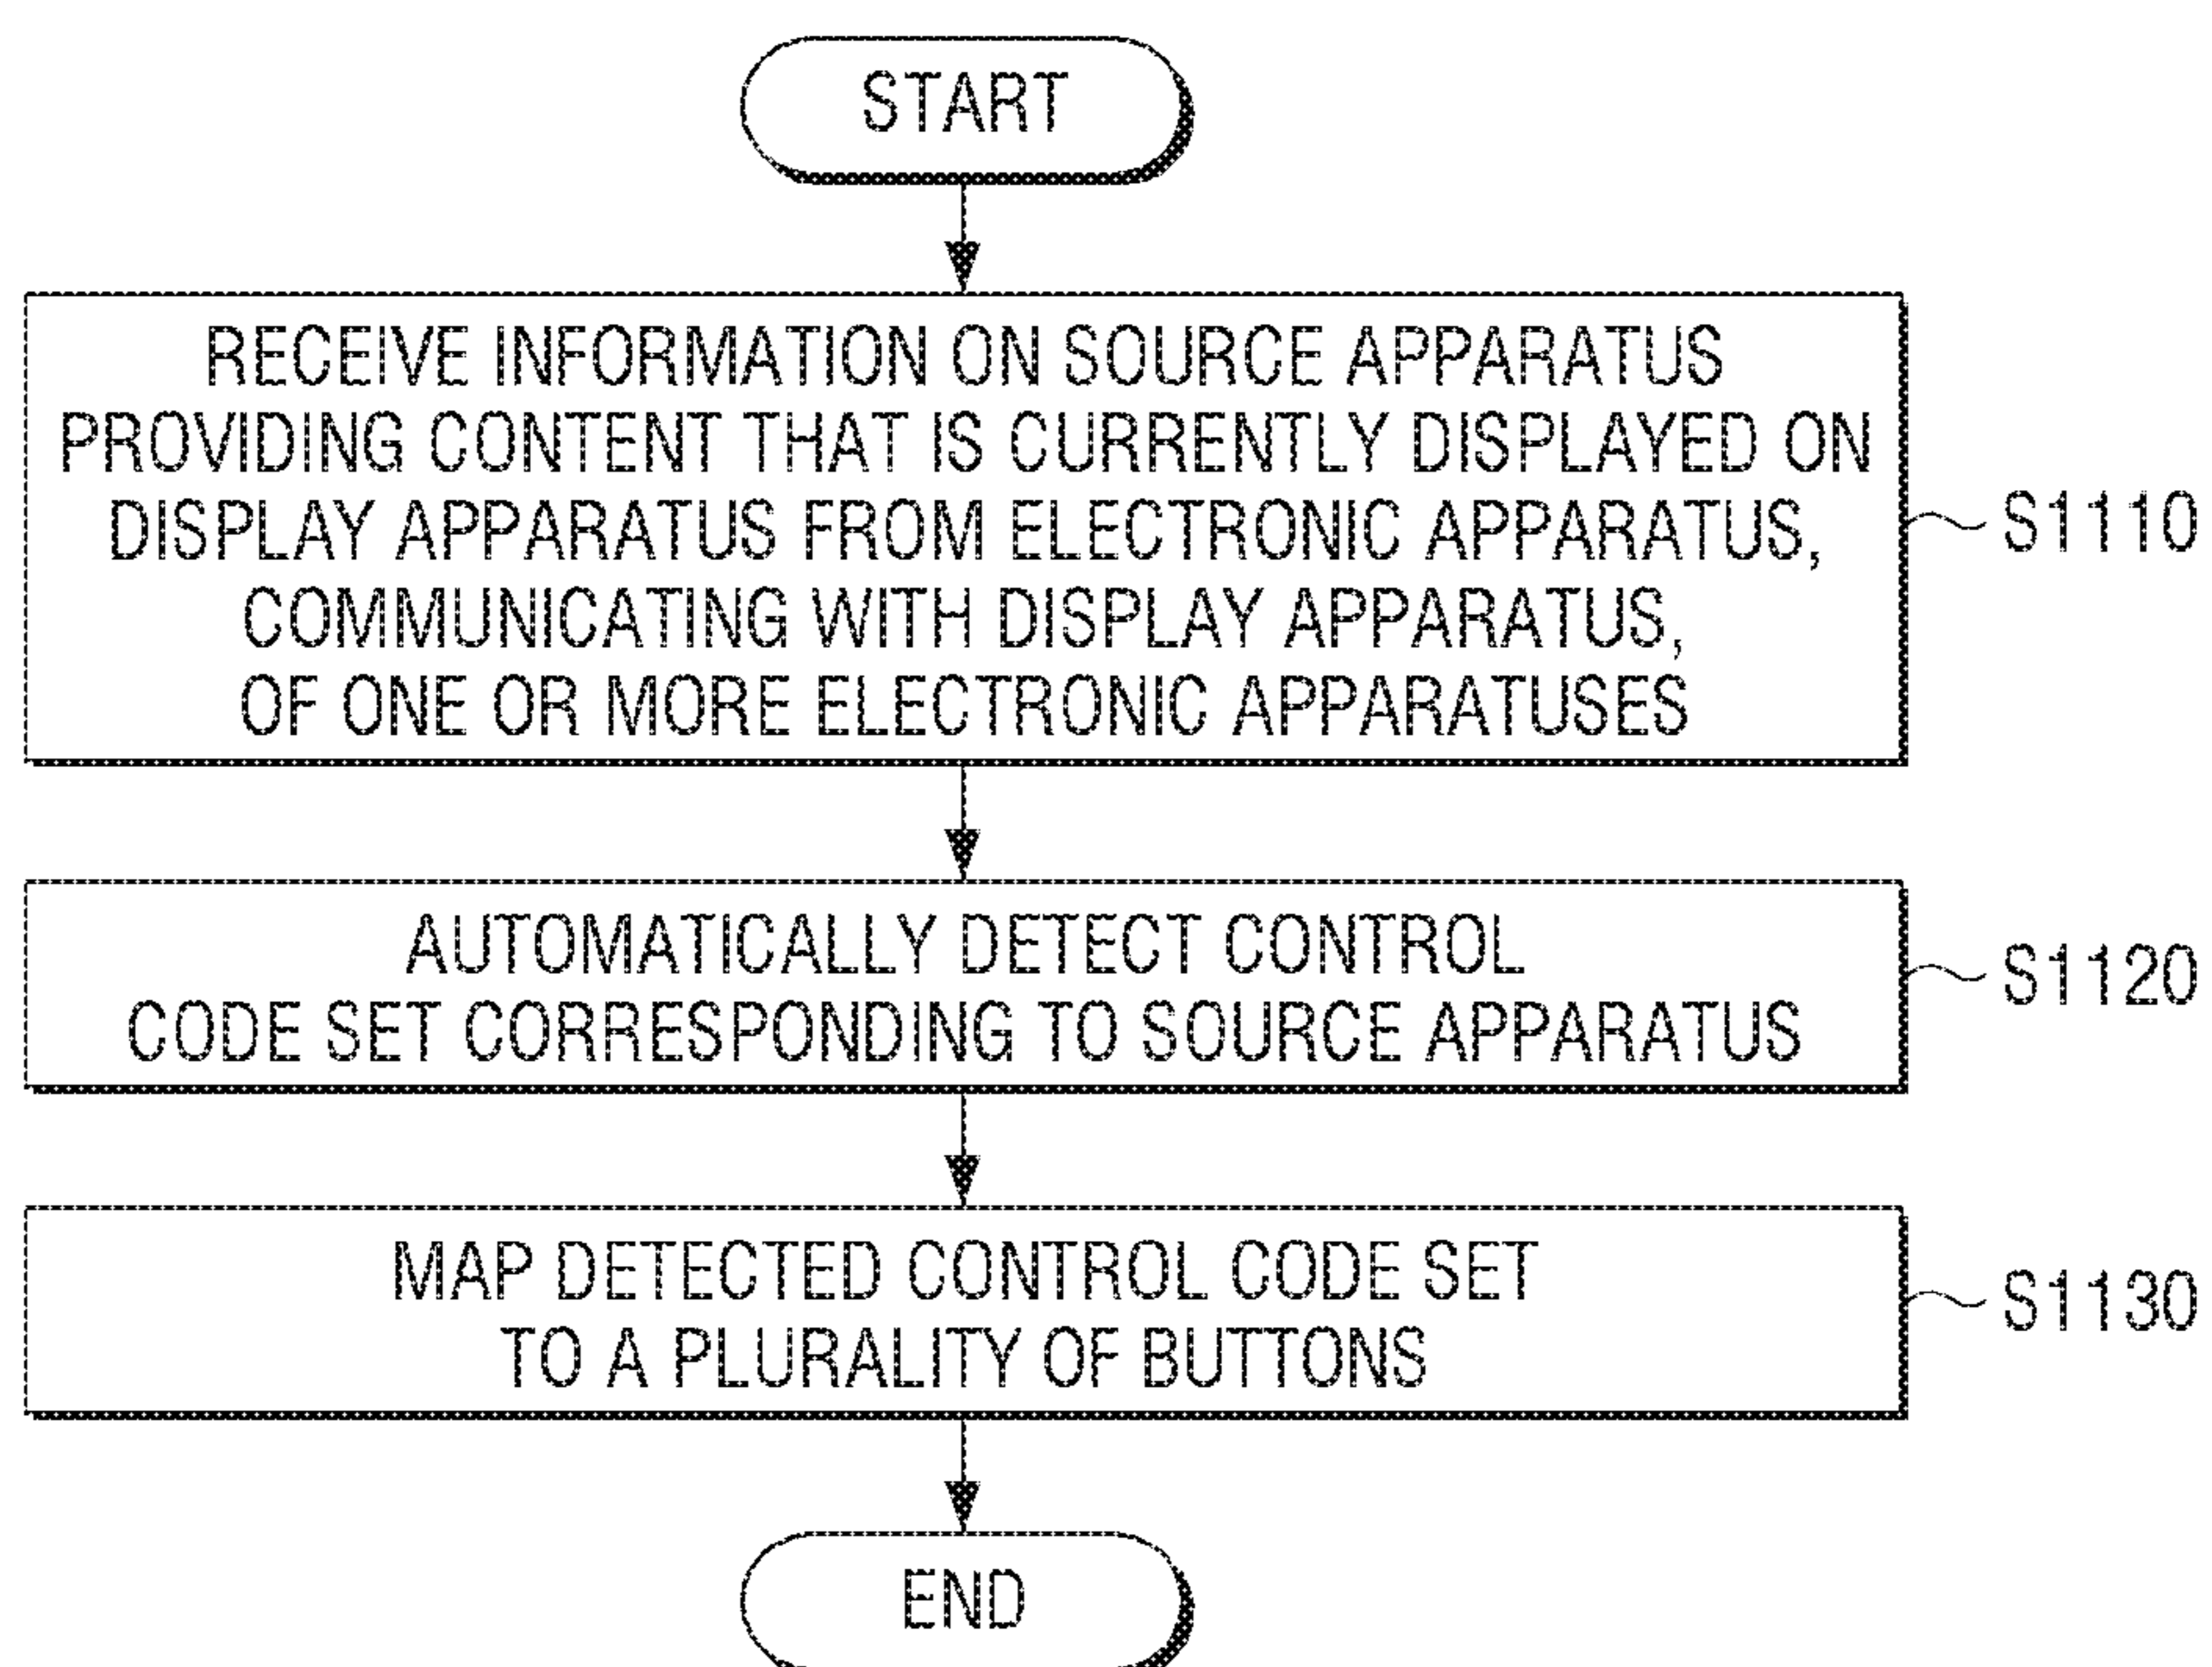 START
RECEIVE INFORMATION ON SOURCE APPARATUS
PROVIDING CONTENT THAT IS CURRENTLY DISPLAYED ON
DISPLAY APPARATUS FROM ELECTRONIC APPARATUS,
COMMUNICATING WITH DISPLAY APPARATUS,
OF ONE OR MORE ELECTRONIC APPARATUSES
S1110
AUTOMATICALLY DETECT CONTROL
CODE SET CORRESPONDING TO SOURCE APPARATUS
S1120
MAP DETECTED CONTROL CODE SET
TO A PLURALITY OF BUTTONS
S1130
END